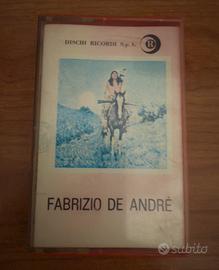 DISCHI RICORDI S.p.A.
R
FABRIZIO DE ANDRÈ
subito